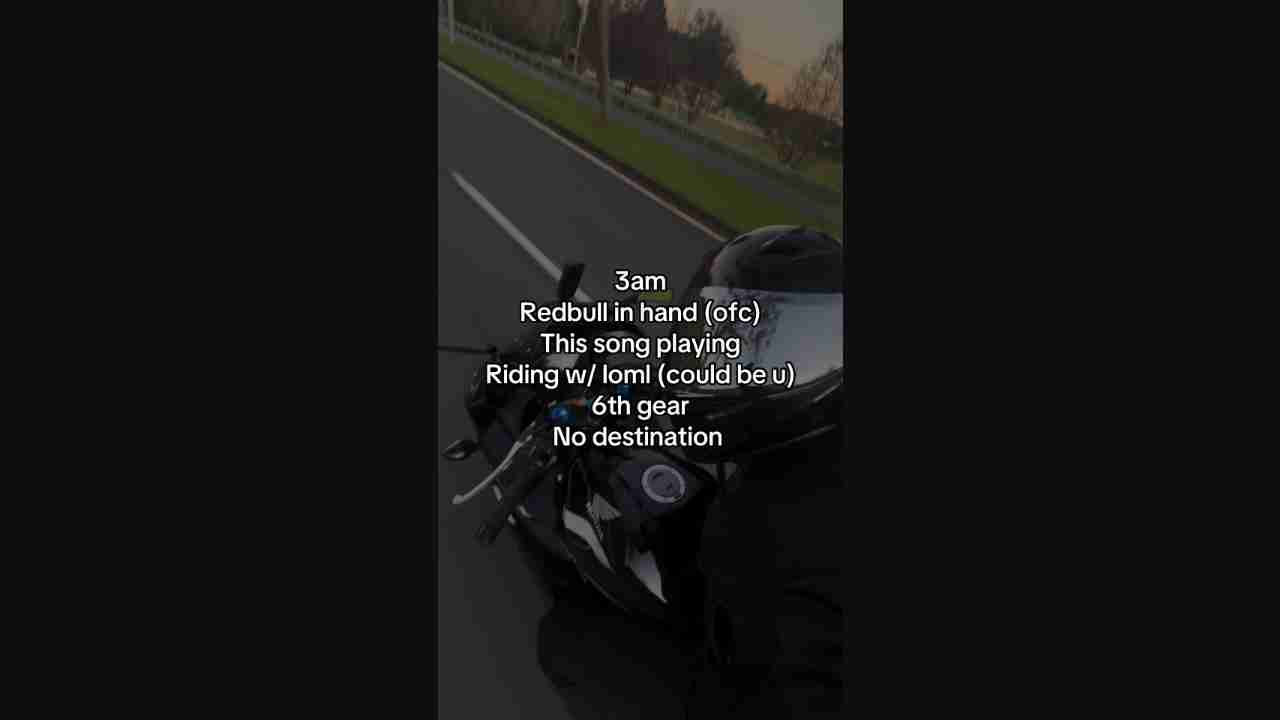 3am
Redbull in hand (ofc)
This song playing
Riding w/ loml (could be u)
6th gear
No destination